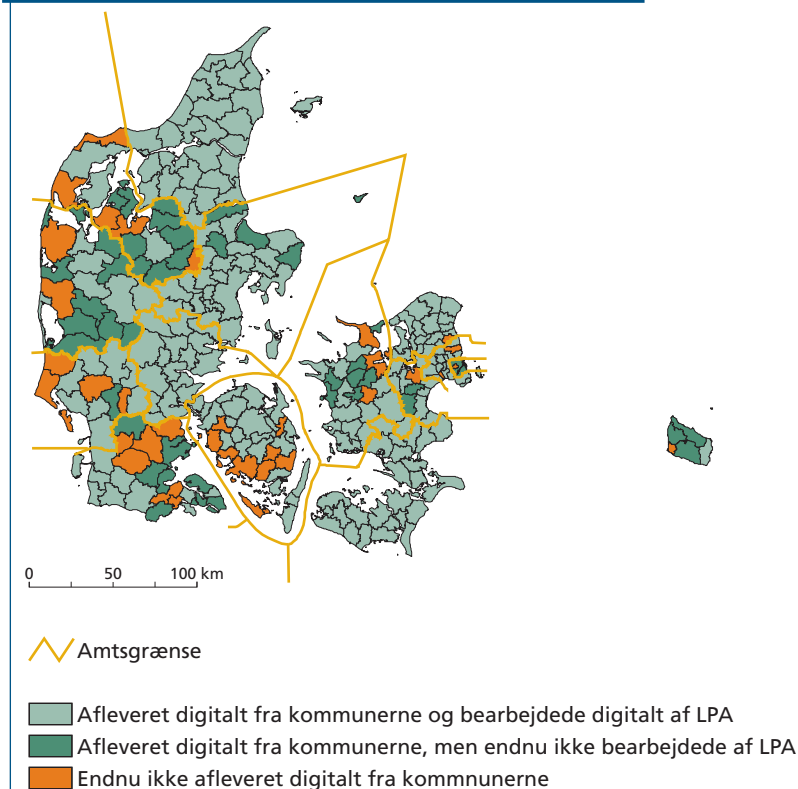 0 50 100 km
Amtsgrænse
Afleveret digitalt fra kommunerne og bearbejdede digitalt af LPA
Afleveret digitalt fra kommunerne, men endnu ikke bearbejdede af LPA
Endnu ikke afleveret digitalt fra kommnunerne